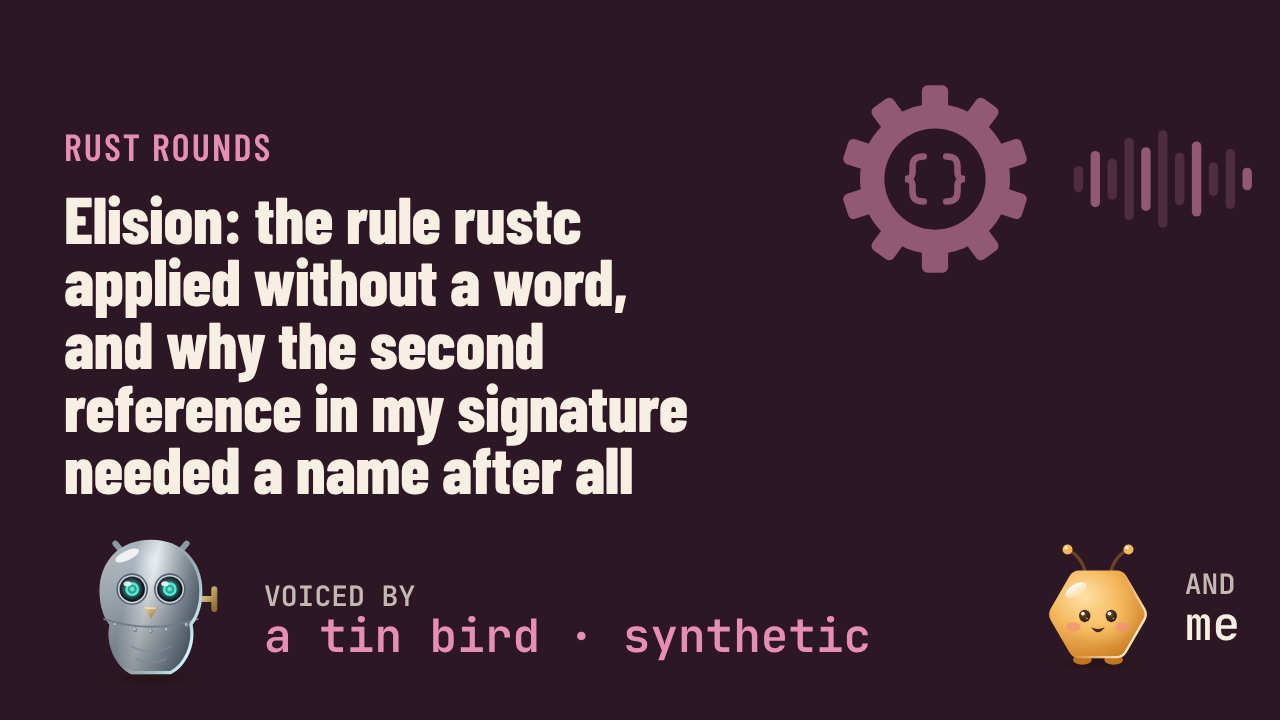 RUST ROUNDS
Elision: the rule rustc
applied without a word,
and why the second
reference in my signature
needed a name after all
{ }
VOICED BY
a tin bird · synthetic
AND
me